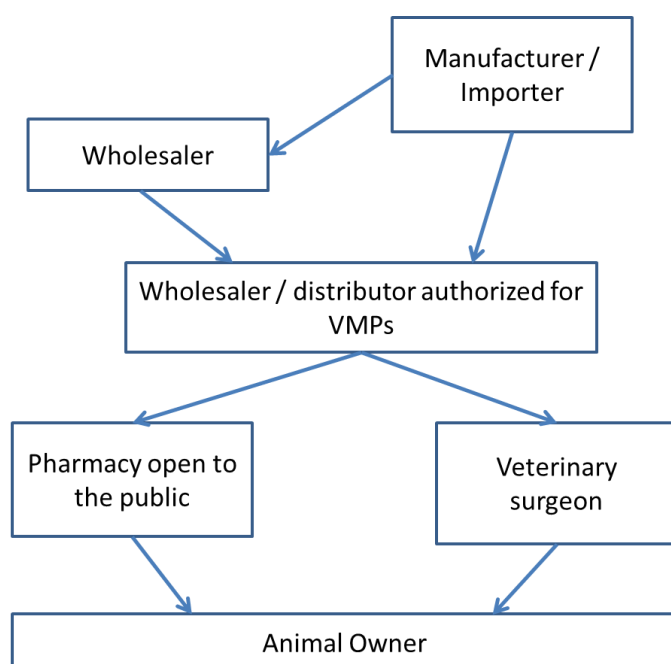 Manufacturer /
Importer
Wholesaler
Wholesaler / distributor authorized for
VMPs
Pharmacy open to
the public
Veterinary
surgeon
Animal Owner